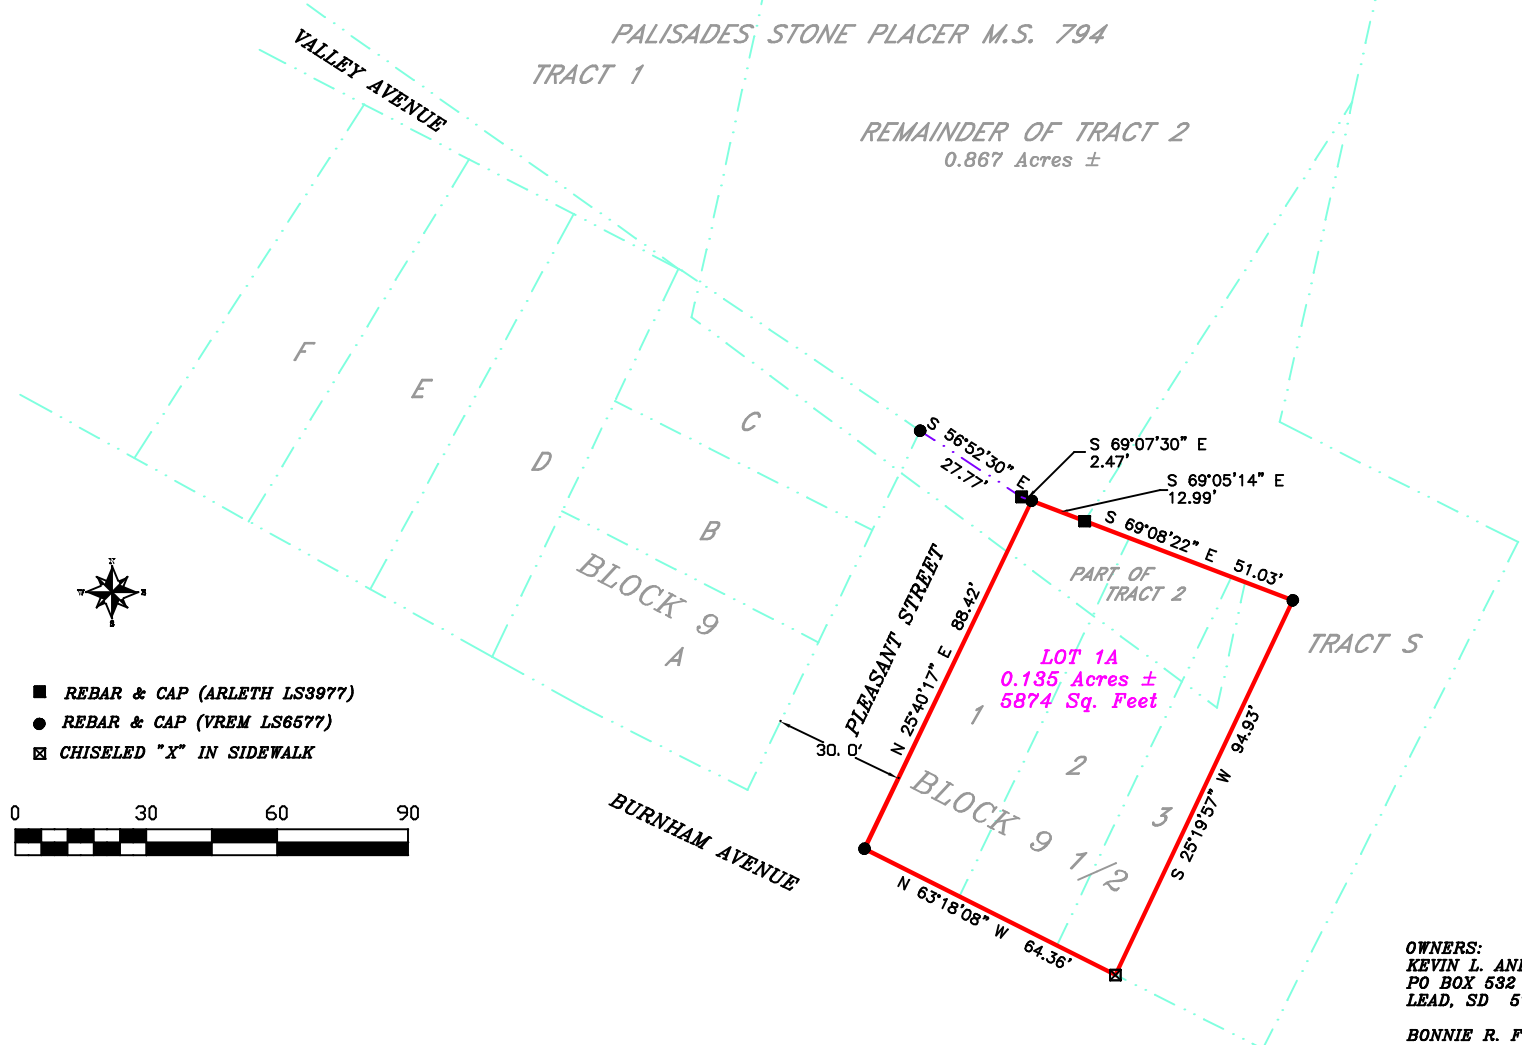 PALISADES STONE PLACER M.S. 794
VALLEY AVENUE
TRACT 1
REMAINDER OF TRACT 2
0.867 Acres ±
F
E
D
C
B
BLOCK 9
A
S 56°52'30" E
27.77'
S 69°07'30" E
2.47'
S 69°05'14" E
12.99'
S 69°08'22" E 51.03'
PART OF
TRACT 2
TRACT S
PLEASANT STREET
N 25°40'17" E 88.42'
LOT 1A
0.135 Acres ±
5874 Sq. Feet
1
2
3
30. 0'
BLOCK 9 1/2
S 25°19'57" W 94.93'
BURNHAM AVENUE
N 63°18'08" W 64.36'
N
W
E
S
REBAR & CAP (ARLETH LS3977)
REBAR & CAP (VREM LS6577)
CHISELED "X" IN SIDEWALK
0 30 60 90
OWNERS:
KEVIN L.
PO BOX 532
LEAD, SD 5
BONNIE R. F